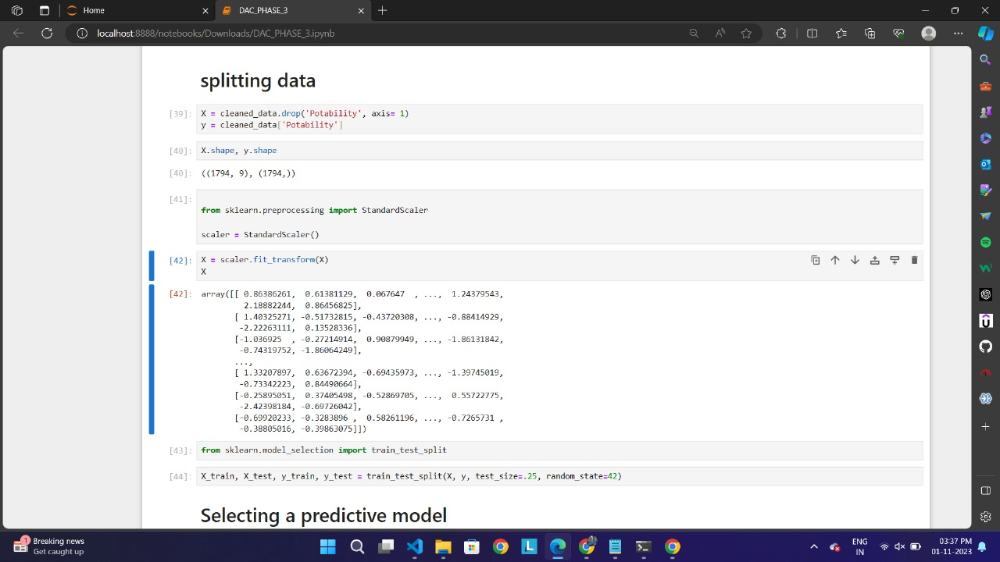 Home
DAC_PHASE_3
localhost:8888/notebooks/Downloads/DAC_PHASE_3.ipynb
splitting data
[39]: X = cleaned_data.drop('Potability', axis= 1)
y = cleaned_data['Potability']
[40]: X.shape, y.shape
[40]: ((1794, 9), (1794,))
[41]:
from sklearn.preprocessing import StandardScaler
scaler = StandardScaler()
[42]: X = scaler.fit_transform(X)
X
[42]: array([[ 0.86386261,  0.61381129,  0.067647  , ...,  1.24379543,
2.18882244,  0.86456825],
[ 1.40325271, -0.51732815, -0.43720308, ..., -0.88414929,
-2.22263111,  0.13528336],
[-1.036925  , -0.27214914,  0.90879949, ..., -1.86131842,
-0.74319752, -1.86064249],
...,
[ 1.33207897,  0.63672394, -0.69435973, ..., -1.39745019,
-0.73342223,  0.84490664],
[-0.25895051,  0.37405498, -0.52869705, ...,  0.55722775,
-2.42398184, -0.69726042],
[-0.69920233, -0.3283896 ,  0.58261196, ..., -0.7265731 ,
-0.38805016, -0.39863075]])
[43]: from sklearn.model_selection import train_test_split
[44]: X_train, X_test, y_train, y_test = train_test_split(X, y, test_size=.25, random_state=42)
Selecting a predictive model
1
Breaking news
Get caught up
L
ENG
IN
03:37 PM
01-11-2023